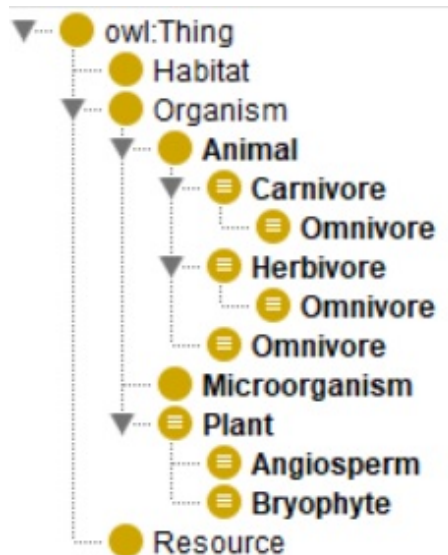 owl:Thing
Habitat
Organism
Animal
Carnivore
Omnivore
Herbivore
Omnivore
Omnivore
Microorganism
Plant
Angiosperm
Bryophyte
Resource